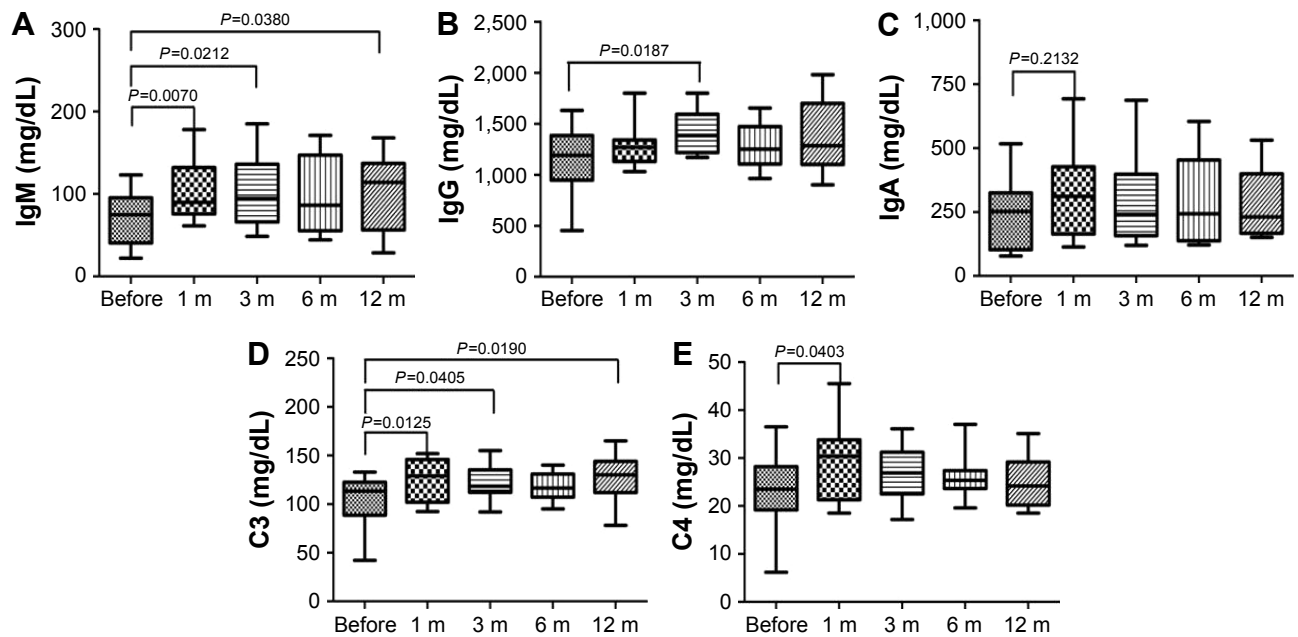 A
IgM (mg/dL)
300
200
100
0
P=0.0380
P=0.0212
P=0.0070
Before 1 m 3 m 6 m 12 m
B
IgG (mg/dL)
2,500
2,000
1,500
1,000
500
0
P=0.0187
Before 1 m 3 m 6 m 12 m
C
IgA (mg/dL)
1,000
750
500
250
0
P=0.2132
Before 1 m 3 m 6 m 12 m
D
C3 (mg/dL)
250
200
150
100
50
0
P=0.0190
P=0.0405
P=0.0125
Before 1 m 3 m 6 m 12 m
E
C4 (mg/dL)
50
40
30
20
10
0
P=0.0403
Before 1 m 3 m 6 m 12 m